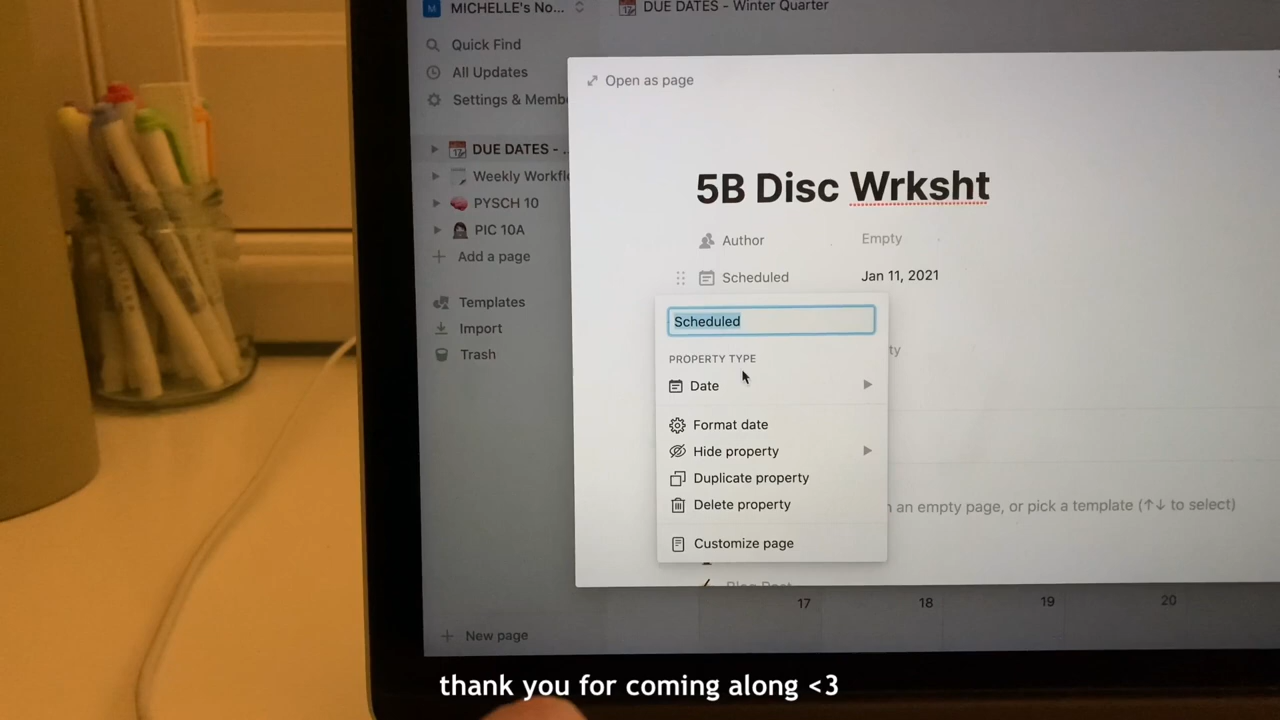 M MICHELLE's No...
DUE DATES - Winter Quarter
Quick Find
All Updates
Settings & Memb
DUE DATES - ...
Weekly Workfl
PYSCH 10
PIC 10A
Add a page
Templates
Import
Trash
New page
Open as page
5B Disc Wrksht
Author Empty
Scheduled Jan 11, 2021
Scheduled
PROPERTY TYPE
Date
Format date
Hide property
Duplicate property
Delete property
Customize page
an empty page, or pick a template (↑↓ to select)
17 18 19 20
thank you for coming along <3